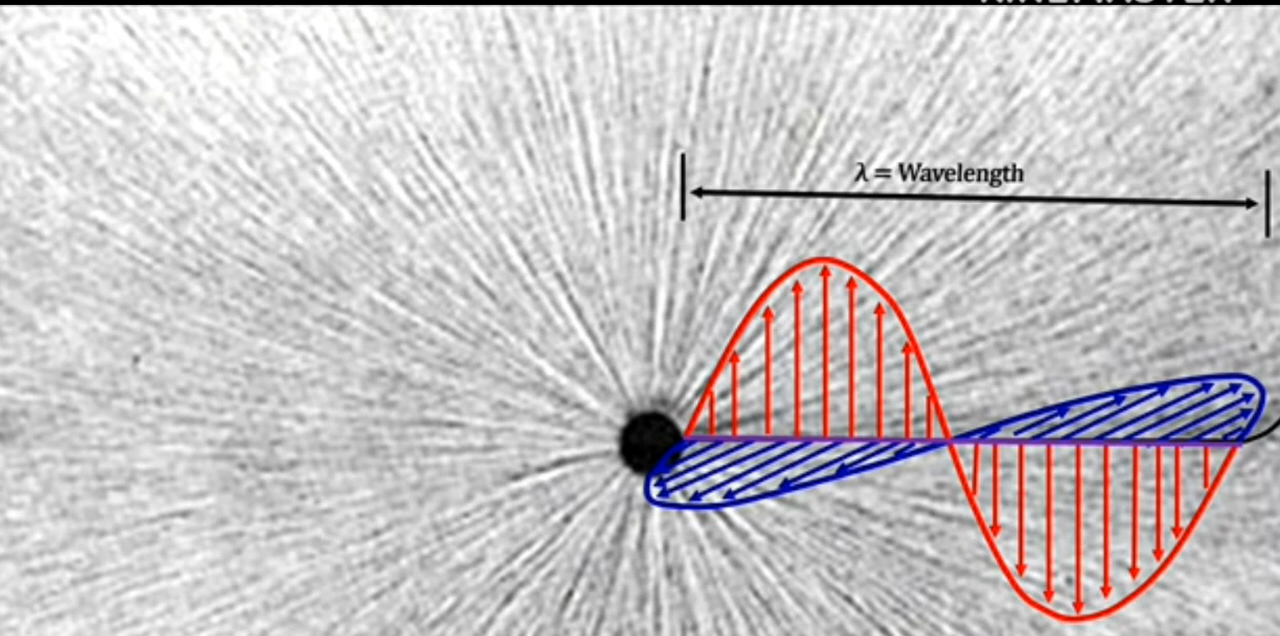 λ = Wavelength